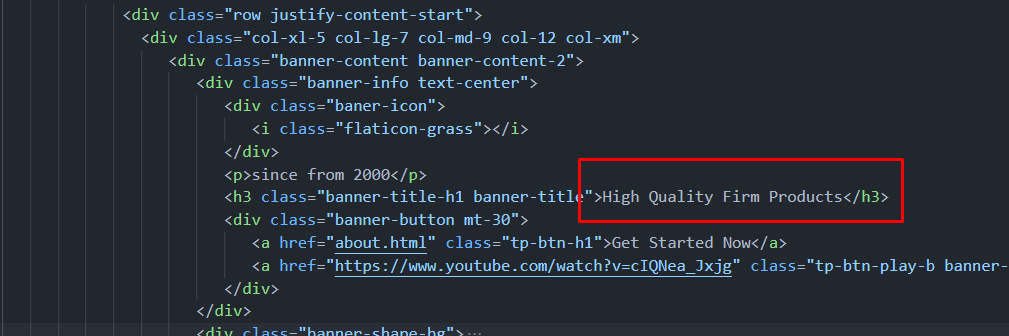 <div class="row justify-content-start">
<div class="col-xl-5 col-lg-7 col-md-9 col-12 col-xm">
<div class="banner-content banner-content-2">
<div class="banner-info text-center">
<div class="baner-icon">
<i class="flaticon-grass"></i>
</div>
<p>since from 2000</p>
<h3 class="banner-title-h1 banner-title">High Quality Firm Products</h3>
<div class="banner-button mt-30">
<a href="about.html" class="tp-btn-h1">Get Started Now</a>
<a href="https://www.youtube.com/watch?v=cIQNea_Jxjg" class="tp-btn-play-b banner-
</div>
</div>
<div class="banner-shape-bg">…